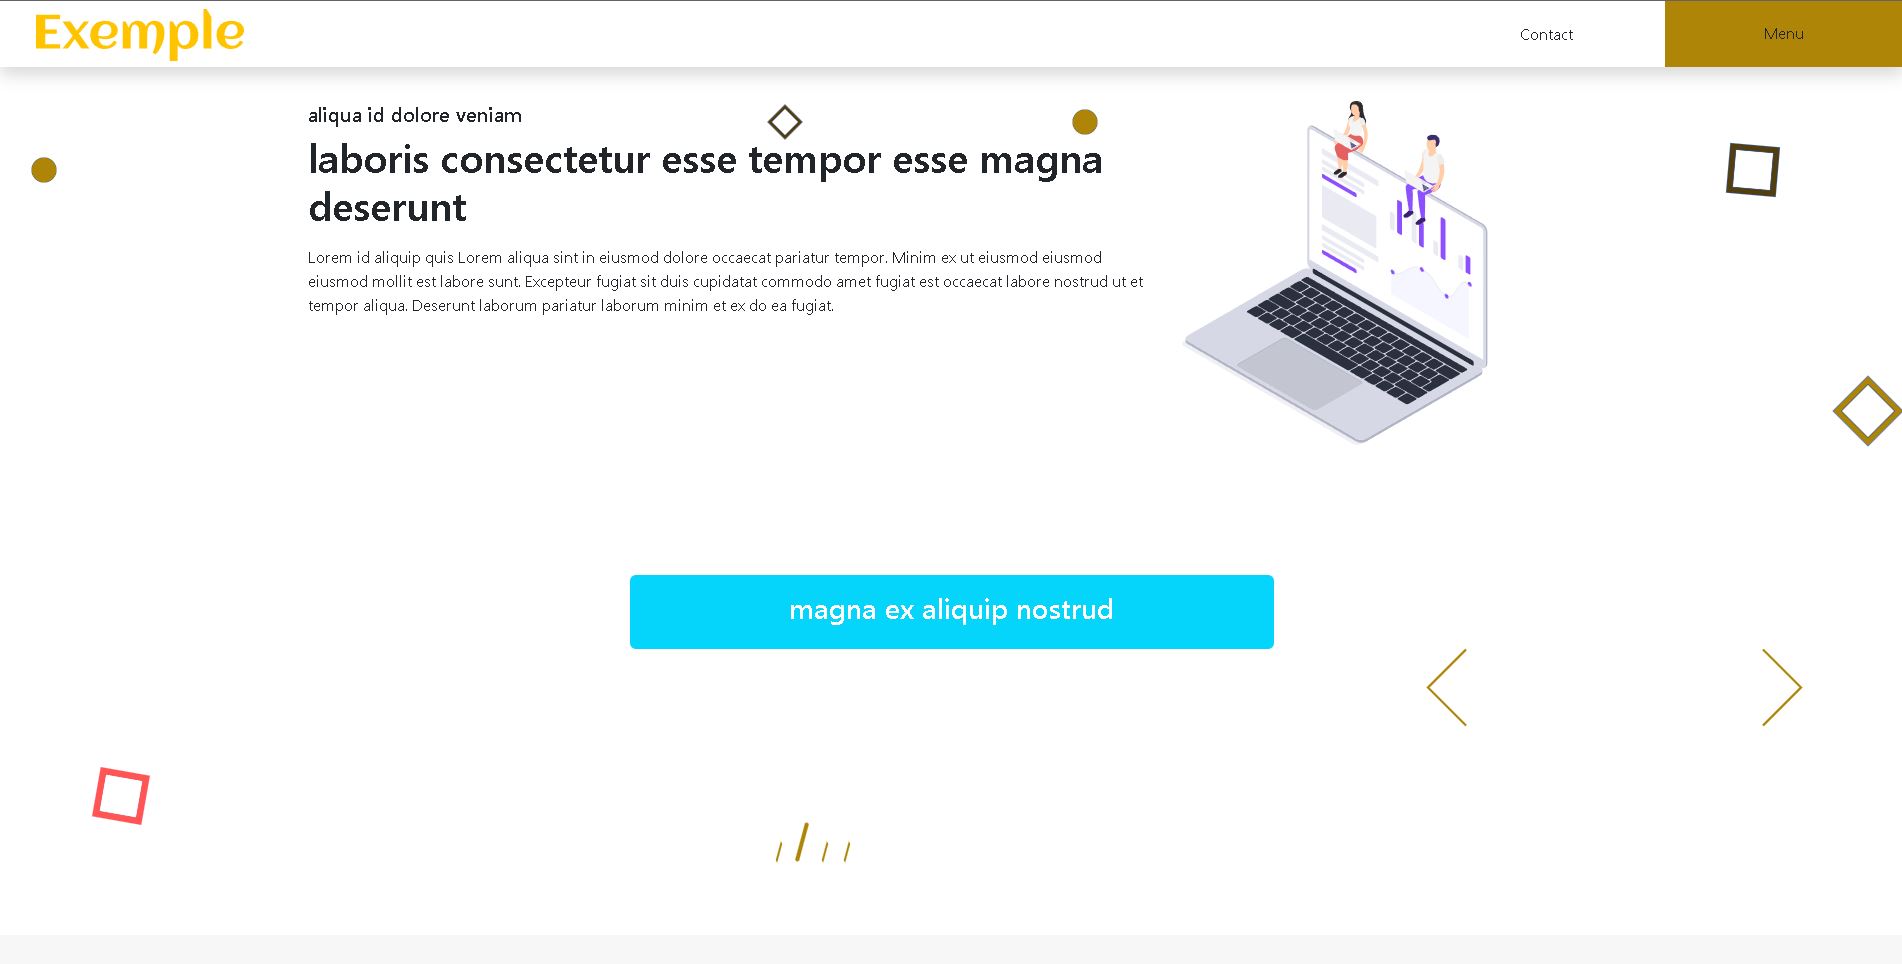 Exemple
Contact
Menu
aliqua id dolore veniam
laboris consectetur esse tempor esse magna
deserunt
Lorem id aliquip quis Lorem aliqua sint in eiusmod dolore occaecat pariatur tempor. Minim ex ut eiusmod eiusmod
eiusmod mollit est labore sunt. Excepteur fugiat sit duis cupidatat commodo amet fugiat est occaecat labore nostrud ut et
tempor aliqua. Deserunt laborum pariatur laborum minim et ex do ea fugiat.
magna ex aliquip nostrud